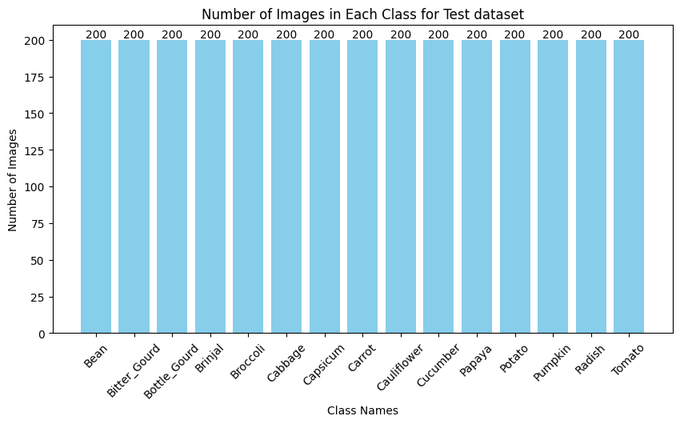 Number of Images in Each Class for Test dataset
200 200 200 200 200 200 200 200 200 200 200 200 200 200 200
200
175
150
125
100
75
50
25
0
Number of Images
Bean Bitter_Gourd Bottle_Gourd Brinjal Broccoli Cabbage Capsicum Carrot Cauliflower Cucumber Papaya Potato Pumpkin Radish Tomato
Class Names